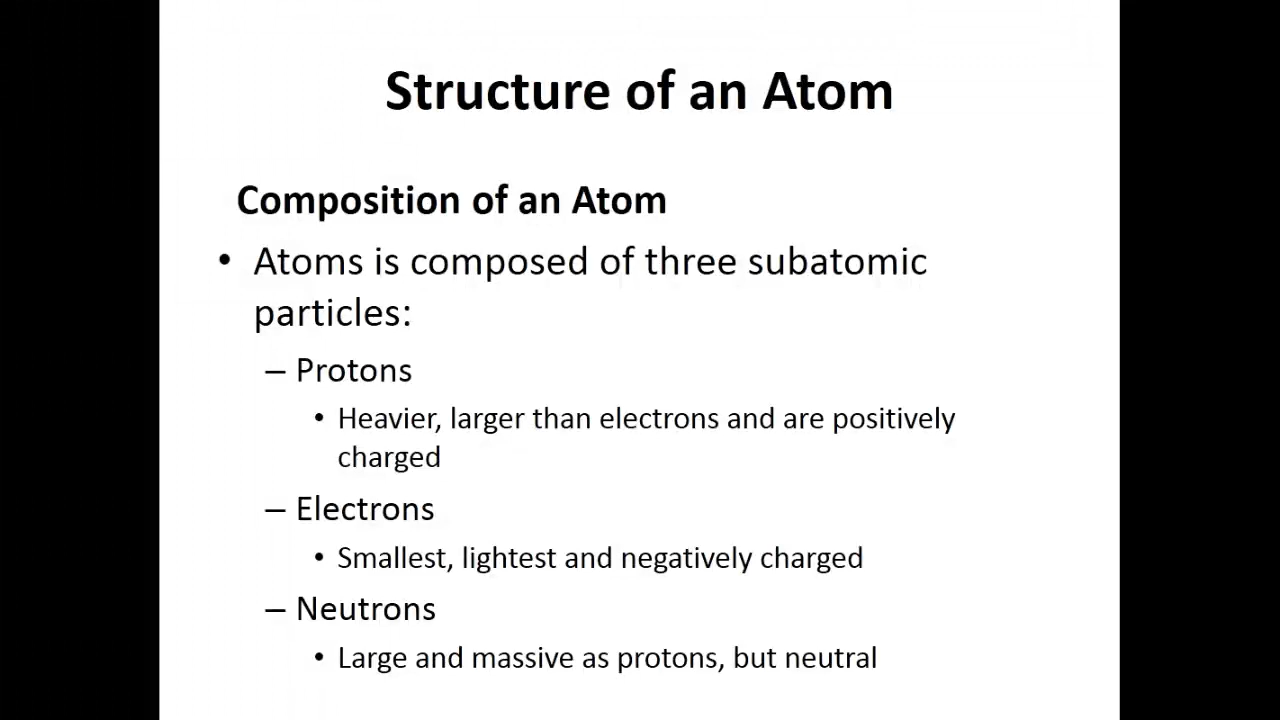 Structure of an Atom
Composition of an Atom
• Atoms is composed of three subatomic
particles:
– Protons
• Heavier, larger than electrons and are positively
charged
– Electrons
• Smallest, lightest and negatively charged
– Neutrons
• Large and massive as protons, but neutral